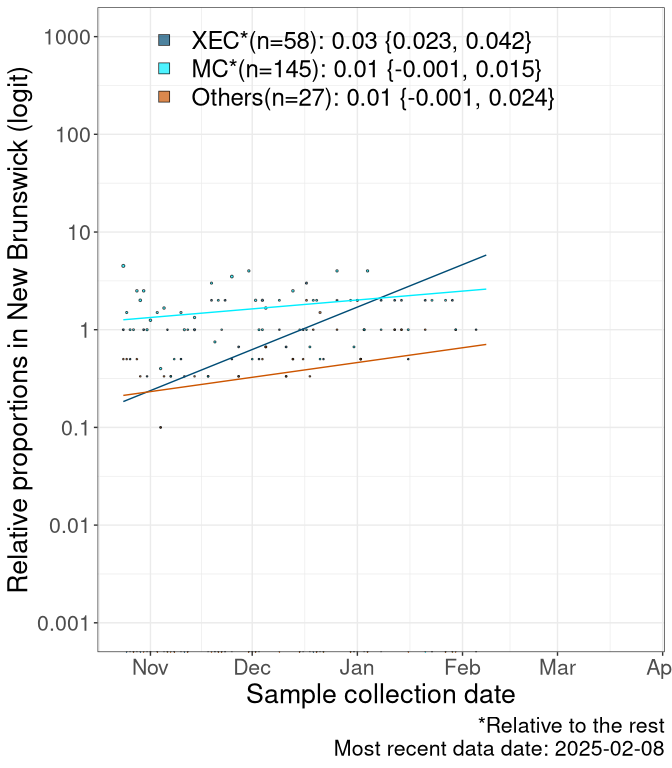 XEC*(n=58): 0.03 {0.023, 0.042}
MC*(n=145): 0.01 {-0.001, 0.015}
Others(n=27): 0.01 {-0.001, 0.024}
Relative proportions in New Brunswick (logit)
1000
100
10
1
0.1
0.01
0.001
Nov Dec Jan Feb Mar Ap
Sample collection date
*Relative to the rest
Most recent data date: 2025-02-08